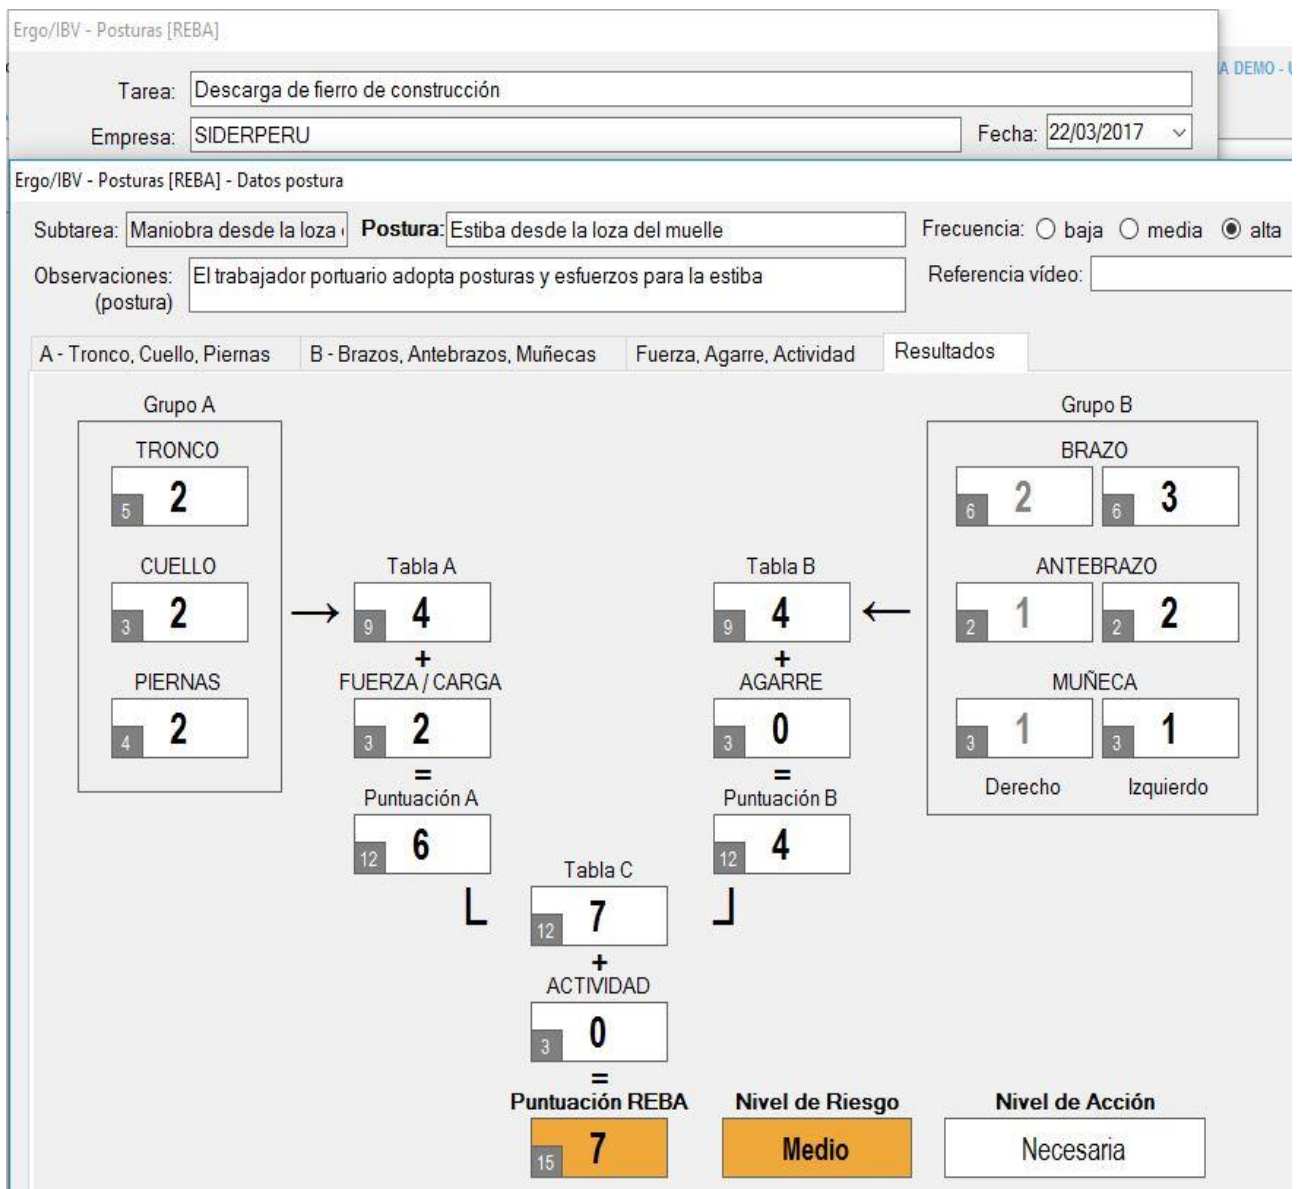 Ergo/IBV - Posturas [REBA]
A DEMO - U
Tarea: Descarga de fierro de construcción
Empresa: SIDERPERU Fecha: 22/03/2017
Ergo/IBV - Posturas [REBA] - Datos postura
Subtarea: Maniobra desde la loza Postura: Estiba desde la loza del muelle Frecuencia: baja media alta
Observaciones: El trabajador portuario adopta posturas y esfuerzos para la estiba Referencia vídeo:
(postura)
A - Tronco, Cuello, Piernas B - Brazos, Antebrazos, Muñecas Fuerza, Agarre, Actividad Resultados
Grupo A Grupo B
TRONCO BRAZO
5 2 6 2 6 3
CUELLO Tabla A Tabla B ANTEBRAZO
3 2 → 9 4 9 4 ← 2 1 2 2
+ +
PIERNAS FUERZA / CARGA AGARRE MUÑECA
4 2 3 2 3 0 3 1 3 1
= =
Puntuación A Puntuación B Derecho Izquierdo
12 6 12 4
Tabla C
12 7
+
ACTIVIDAD
3 0
=
Puntuación REBA Nivel de Riesgo Nivel de Acción
15 7 Medio Necesaria